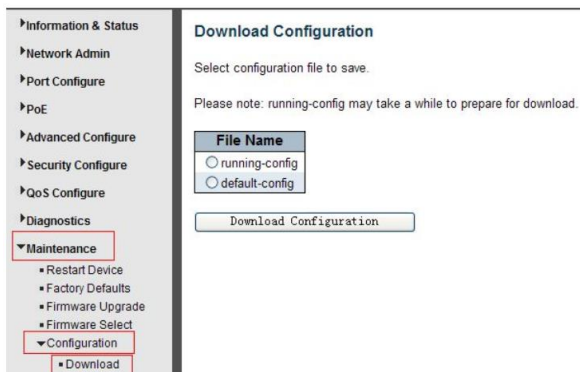 Information & Status
Network Admin
Port Configure
PoE
Advanced Configure
Security Configure
QoS Configure
Diagnostics
Maintenance
Restart Device
Factory Defaults
Firmware Upgrade
Firmware Select
Configuration
Download
Download Configuration
Select configuration file to save.
Please note: running-config may take a while to prepare for download.
File Name
running-config
default-config
Download Configuration